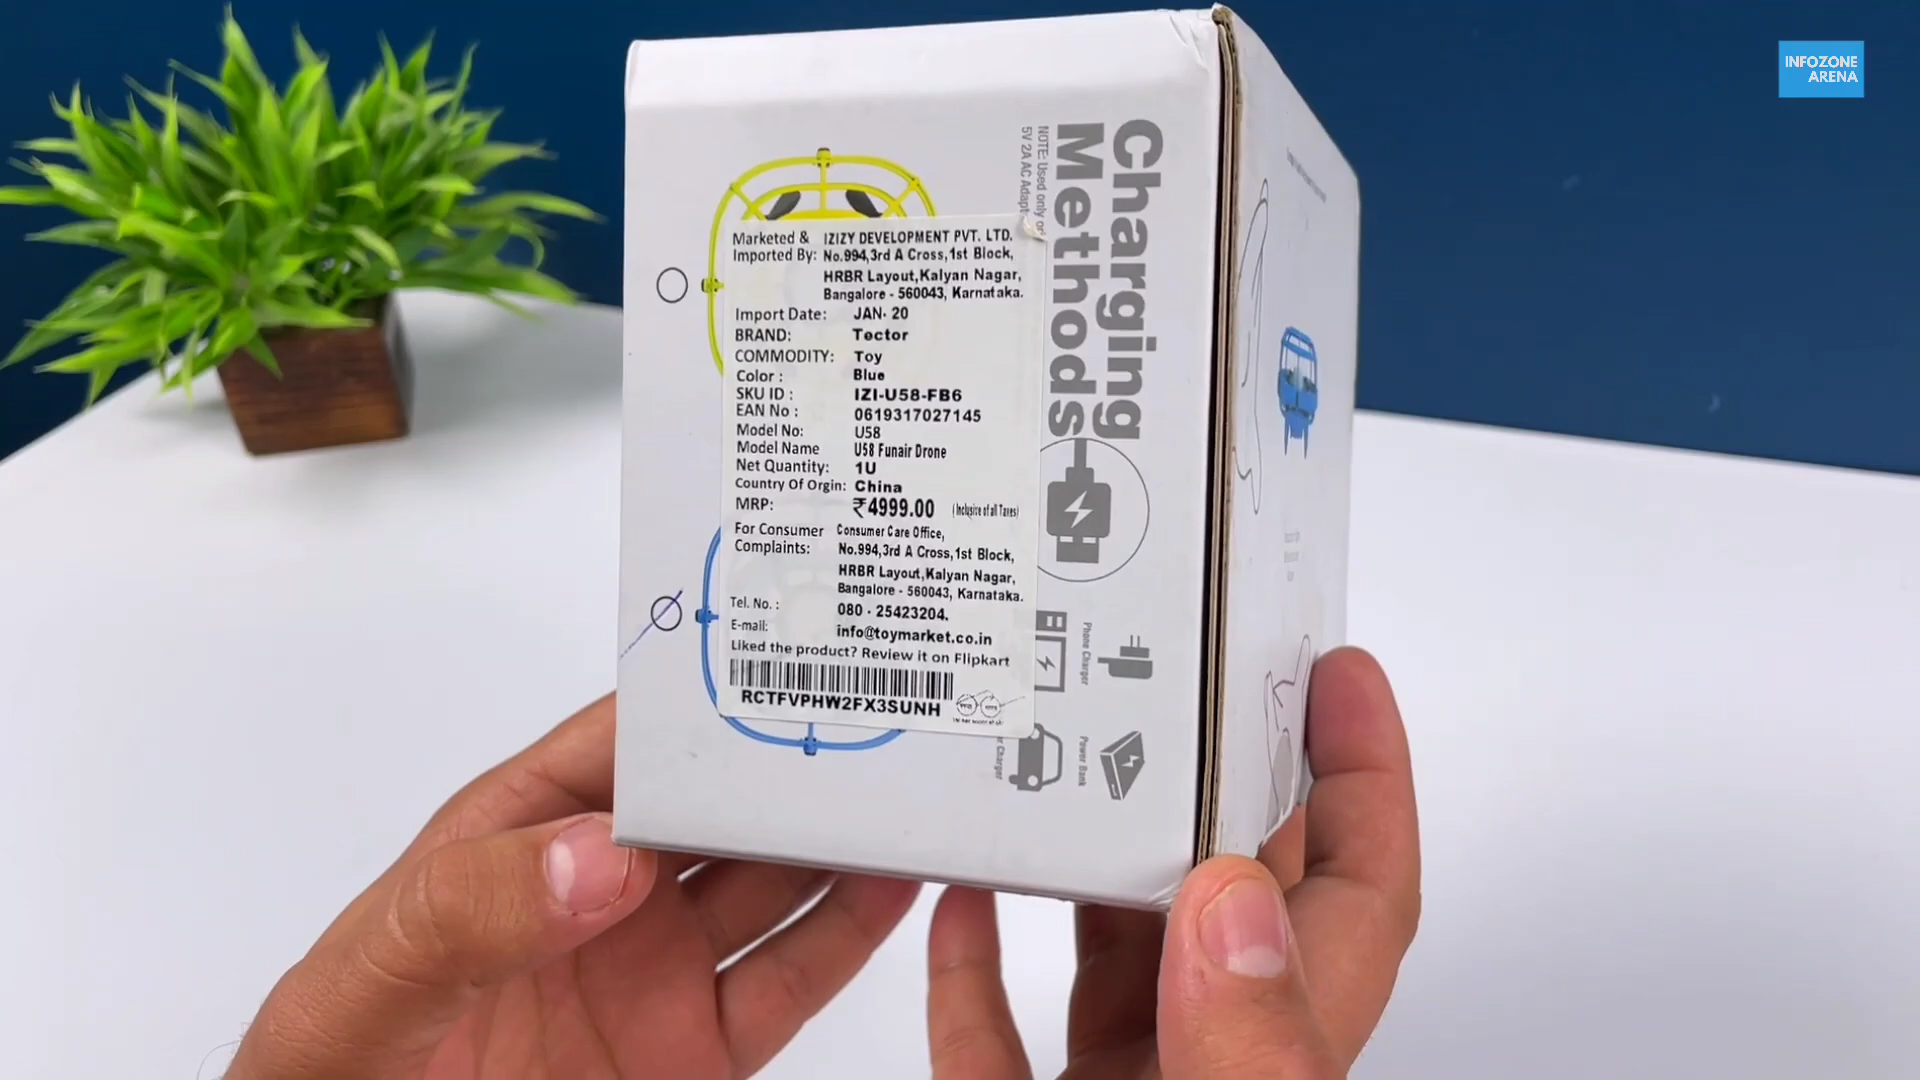 INFOZONE
ARENA
Charging
Methods
NOTE: Used only on
5V 2A AC Adapt
Marketed & IZIZY DEVELOPMENT PVT. LTD.
Imported By: No.994,3rd A Cross,1st Block,
HRBR Layout,Kalyan Nagar,
Bangalore - 560043, Karnataka.
Import Date: JAN- 20
BRAND: Tector
COMMODITY: Toy
Color : Blue
SKU ID : IZI-U58-FB6
EAN No : 0619317027145
Model No: U58
Model Name U58 Funair Drone
Net Quantity: 1U
Country Of Orgin: China
MRP: ₹4999.00 (Inclusive of all Taxes)
For Consumer Consumer Care Office,
Complaints: No.994,3rd A Cross,1st Block,
HRBR Layout,Kalyan Nagar,
Bangalore - 560043, Karnataka.
Tel. No. : 080 - 25423204.
E-mail: info@toymarket.co.in
Liked the product? Review it on Flipkart
RCTFVPHW2FX3SUNH
Phone Charger
Power Bank
r Charger